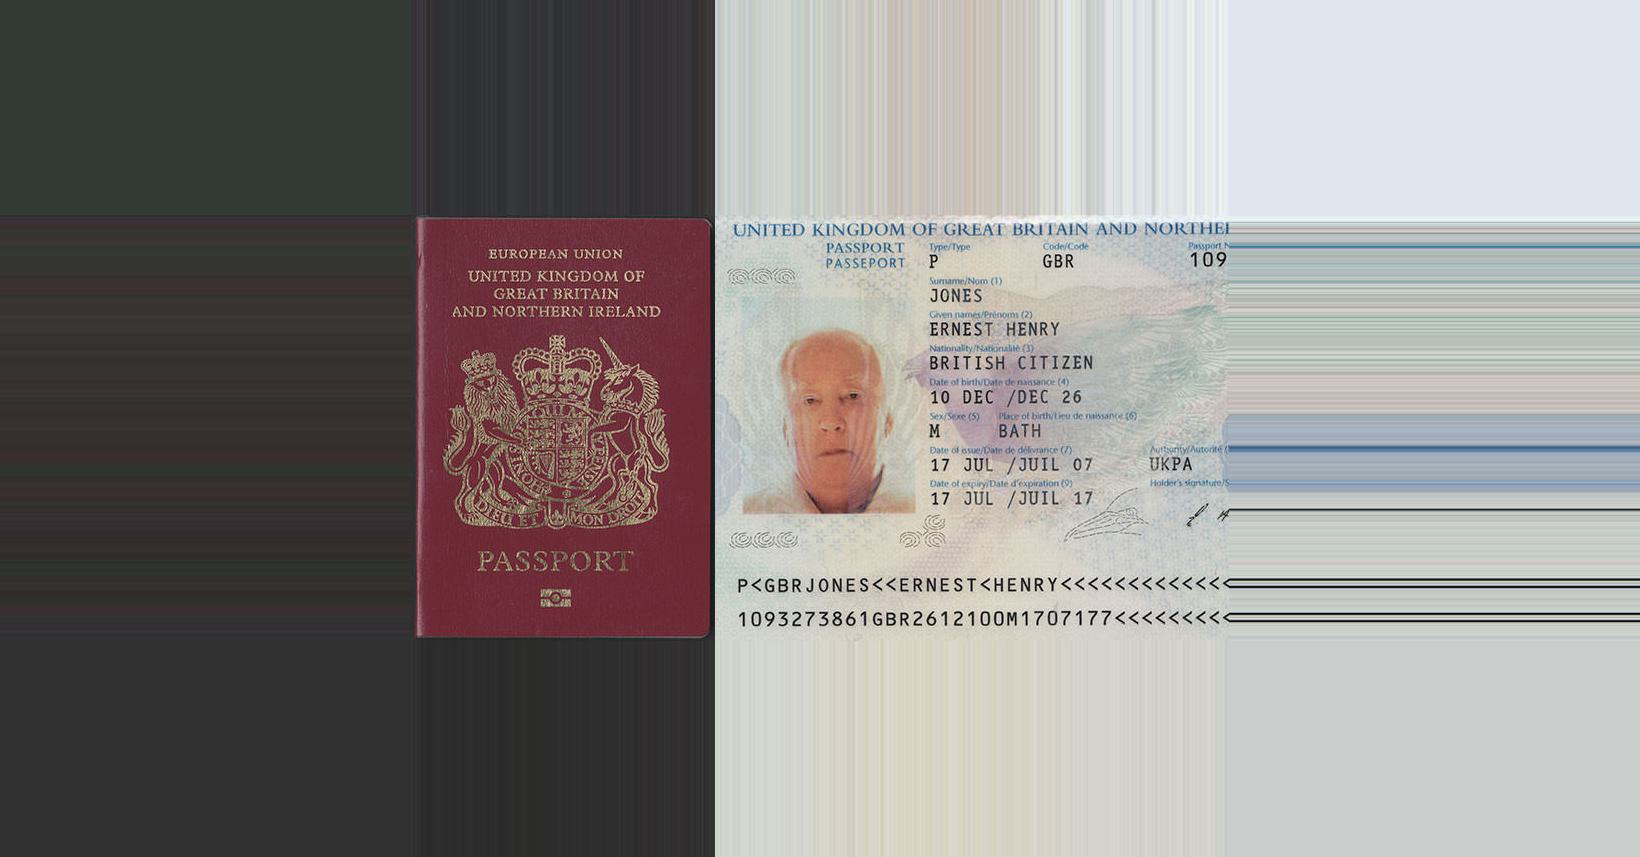 EUROPEAN UNION
UNITED KINGDOM OF
GREAT BRITAIN
AND NORTHERN IRELAND
DIEU ET MON DROIT
PASSPORT
UNITED KINGDOM OF GREAT BRITAIN AND NORTHE
PASSPORT
PASSEPORT
Type/Type Code/Code Passport N
P GBR 109
Surname/Nom (1)
JONES
Given names/Prénoms (2)
ERNEST HENRY
Nationality/Nationalité (3)
BRITISH CITIZEN
Date of birth/Date de naissance (4)
10 DEC /DEC 26
Sex/Sexe (5) Place of birth/Lieu de naissance (6)
M BATH
Date of issue/Date de délivrance (7) Authority/Autorité (
17 JUL /JUIL 07 UKPA
Date of expiry/Date d'expiration (9) Holder's signature/S
17 JUL /JUIL 17
P<GBRJONES<<ERNEST<HENRY<<<<<<<<<<<<
1093273861GBR2612100M1707177<<<<<<<<